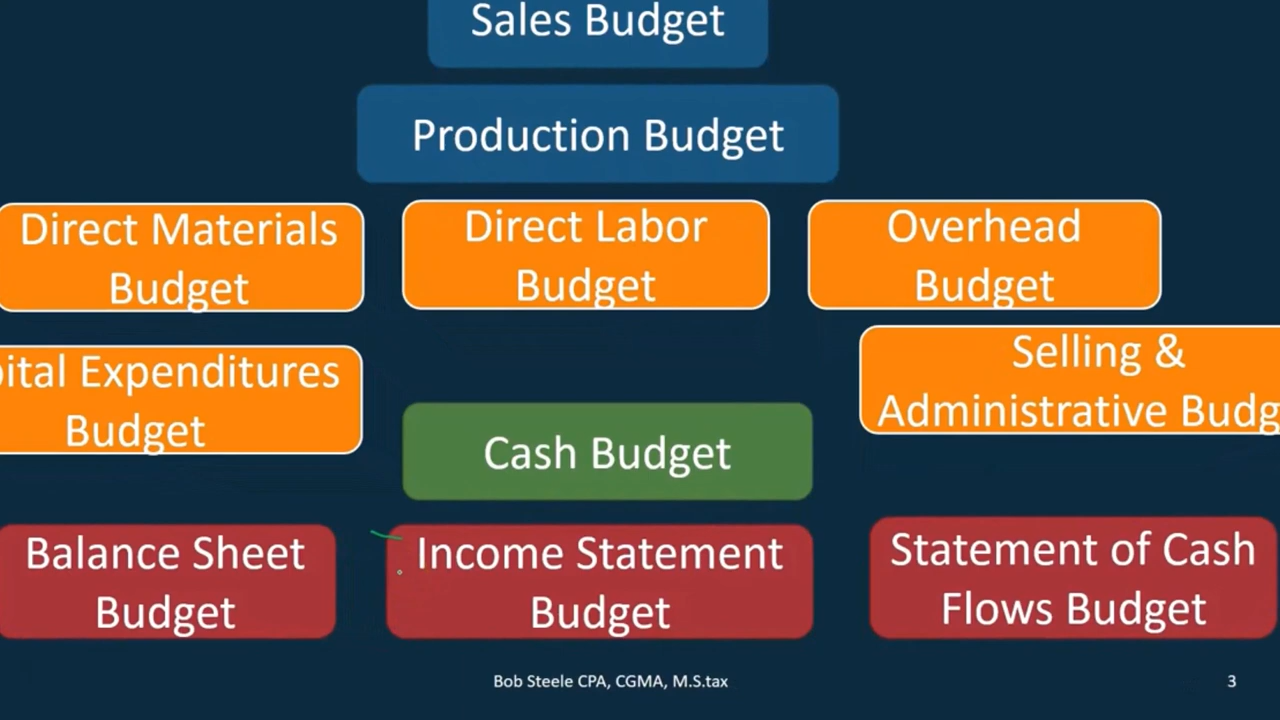 Sales Budget
Production Budget
Direct Materials
Budget
Direct Labor
Budget
Overhead
Budget
pital Expenditures
Budget
Selling &
Administrative Budg
Cash Budget
Balance Sheet
Budget
Income Statement
Budget
Statement of Cash
Flows Budget
Bob Steele CPA, CGMA, M.S.tax
3